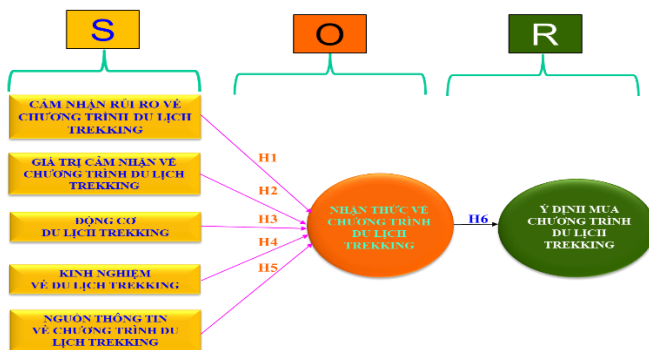 S
O
R
CẢM NHẬN RỦI RO VỀ
CHƯƠNG TRÌNH DU LỊCH
TREKKING
GIÁ TRỊ CẢM NHẬN VỀ
CHƯƠNG TRÌNH DU LỊCH
TREKKING
ĐỘNG CƠ
DU LỊCH TREKKING
KINH NGHIỆM
VỀ DU LỊCH TREKKING
NGUỒN THÔNG TIN
VỀ CHƯƠNG TRÌNH DU
LỊCH TREKKING
H1
H2
H3
H4
H5
NHẬN THỨC VỀ
CHƯƠNG TRÌNH
DU LỊCH
TREKKING
H6
Ý DỊNH MUA
CHƯƠNG TRÌNH
DU LỊCH
TREKKING